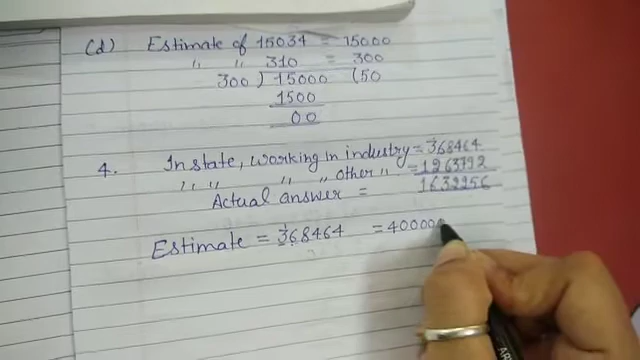 (d) Estimate of 15034 = 15000
" " 310 = 300
300 ) 15000 (50
1500
00
4. In state, working in industry = 368464
" " " " other " = 1263792
Actual answer = 1632256
Estimate = 368464 = 400000